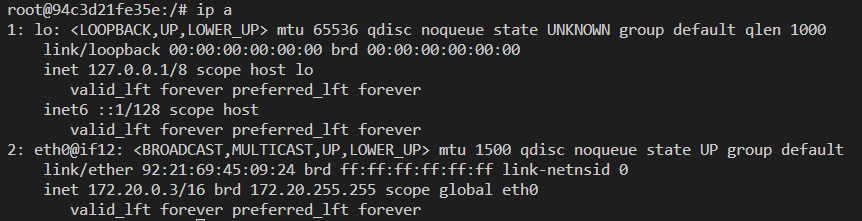 root@94c3d21fe35e:/# ip a
1: lo: <LOOPBACK,UP,LOWER_UP> mtu 65536 qdisc noqueue state UNKNOWN group default qlen 1000
    link/loopback 00:00:00:00:00:00 brd 00:00:00:00:00:00
    inet 127.0.0.1/8 scope host lo
       valid_lft forever preferred_lft forever
    inet6 ::1/128 scope host
       valid_lft forever preferred_lft forever
2: eth0@if12: <BROADCAST,MULTICAST,UP,LOWER_UP> mtu 1500 qdisc noqueue state UP group default
    link/ether 92:21:69:45:09:24 brd ff:ff:ff:ff:ff:ff link-netnsid 0
    inet 172.20.0.3/16 brd 172.20.255.255 scope global eth0
       valid_lft forever preferred_lft forever